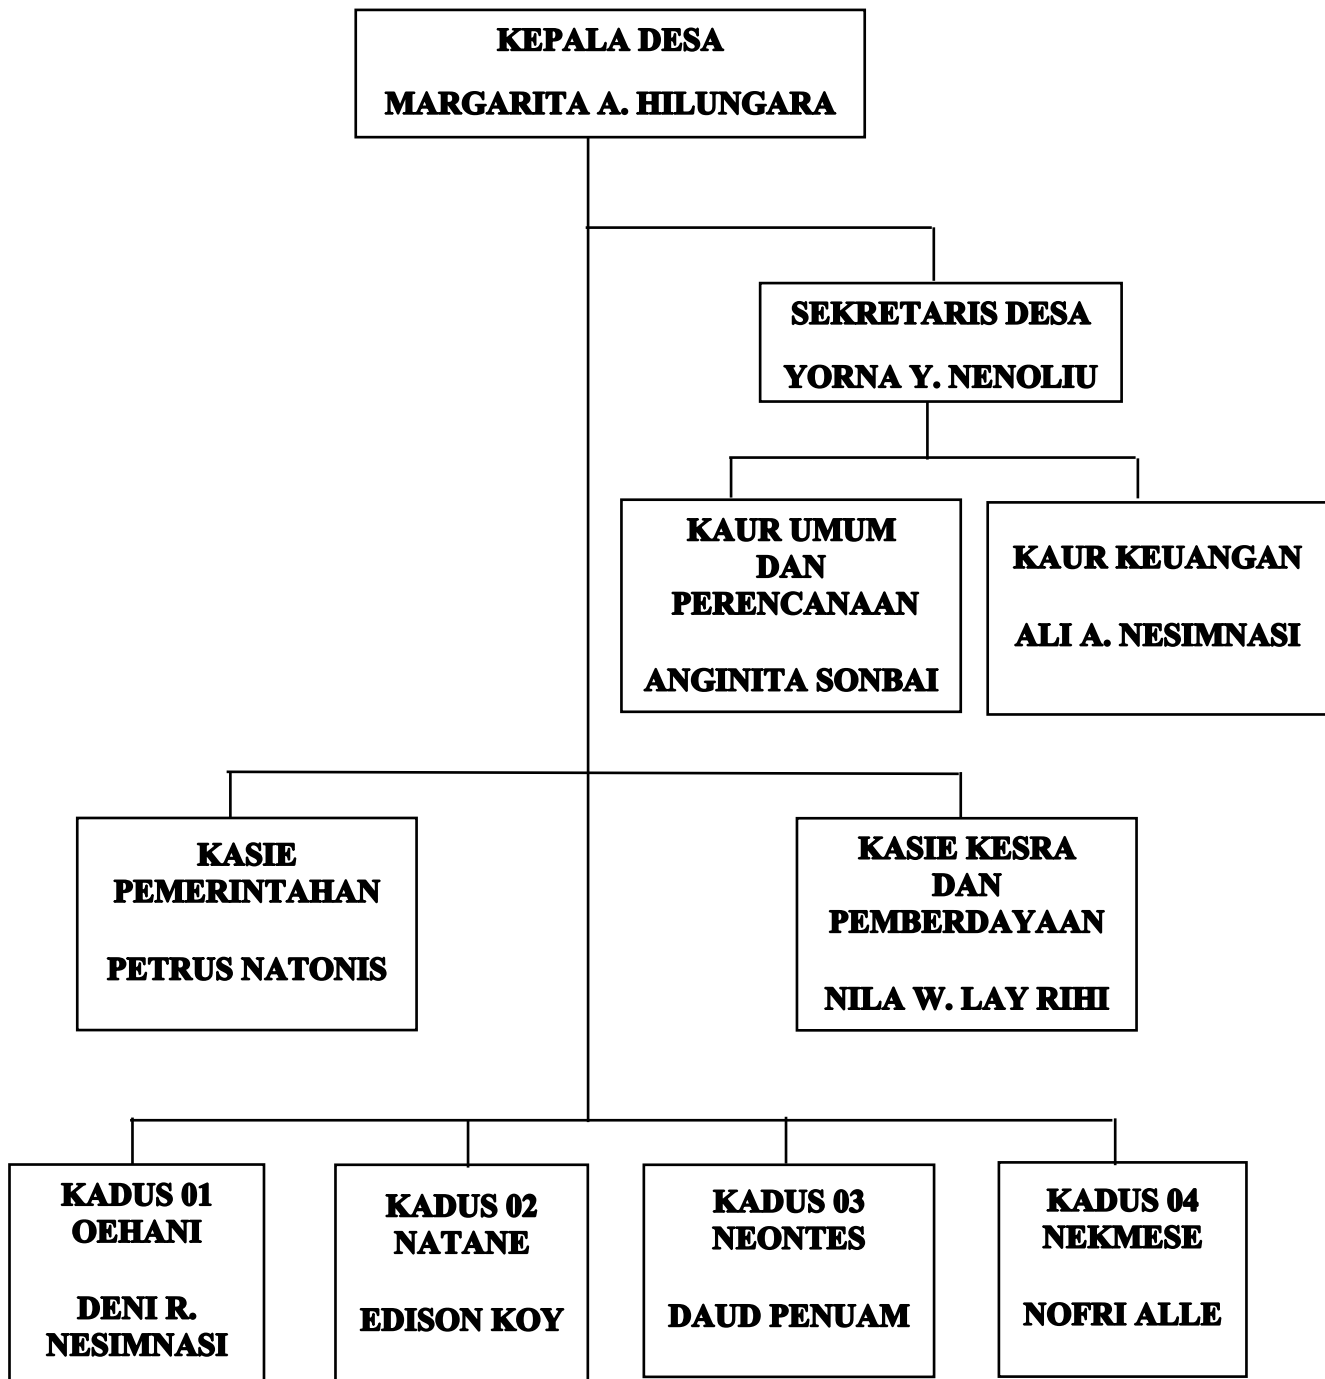 KEPALA DESA
MARGARITA A. HILUNGARA
SEKRETARIS DESA
YORNA Y. NENOLIU
KAUR UMUM
DAN
PERENCANAAN
ANGINITA SONBAI
KAUR KEUANGAN
ALI A. NESIMNASI
KASIE
PEMERINTAHAN
PETRUS NATONIS
KASIE KESRA
DAN
PEMBERDAYAAN
NILA W. LAY RIHI
KADUS 01
OEHANI
DENI R.
NESIMNASI
KADUS 02
NATANE
EDISON KOY
KADUS 03
NEONTES
DAUD PENUAM
KADUS 04
NEKMESE
NOFRI ALLE